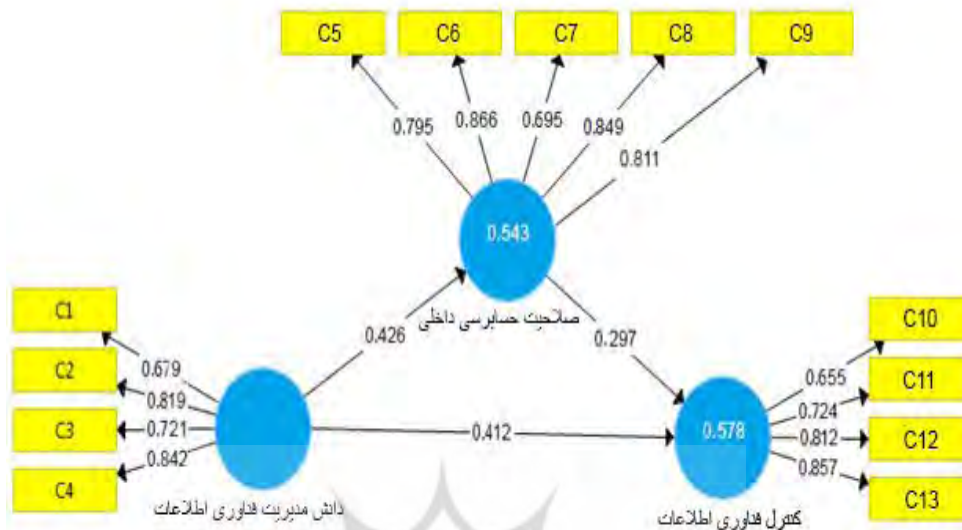 C5
C6
C7
C8
C9
0.795
0.866
0.695
0.849
0.811
0.543
صلاحیت حسابرسی داخلی
0.426
0.297
C1
C2
C3
C4
0.679
0.819
0.721
0.842
0.412
دانش مدیریت فناوری اطلاعات
C10
C11
C12
C13
0.655
0.724
0.812
0.857
0.578
کنترل فناوری اطلاعات